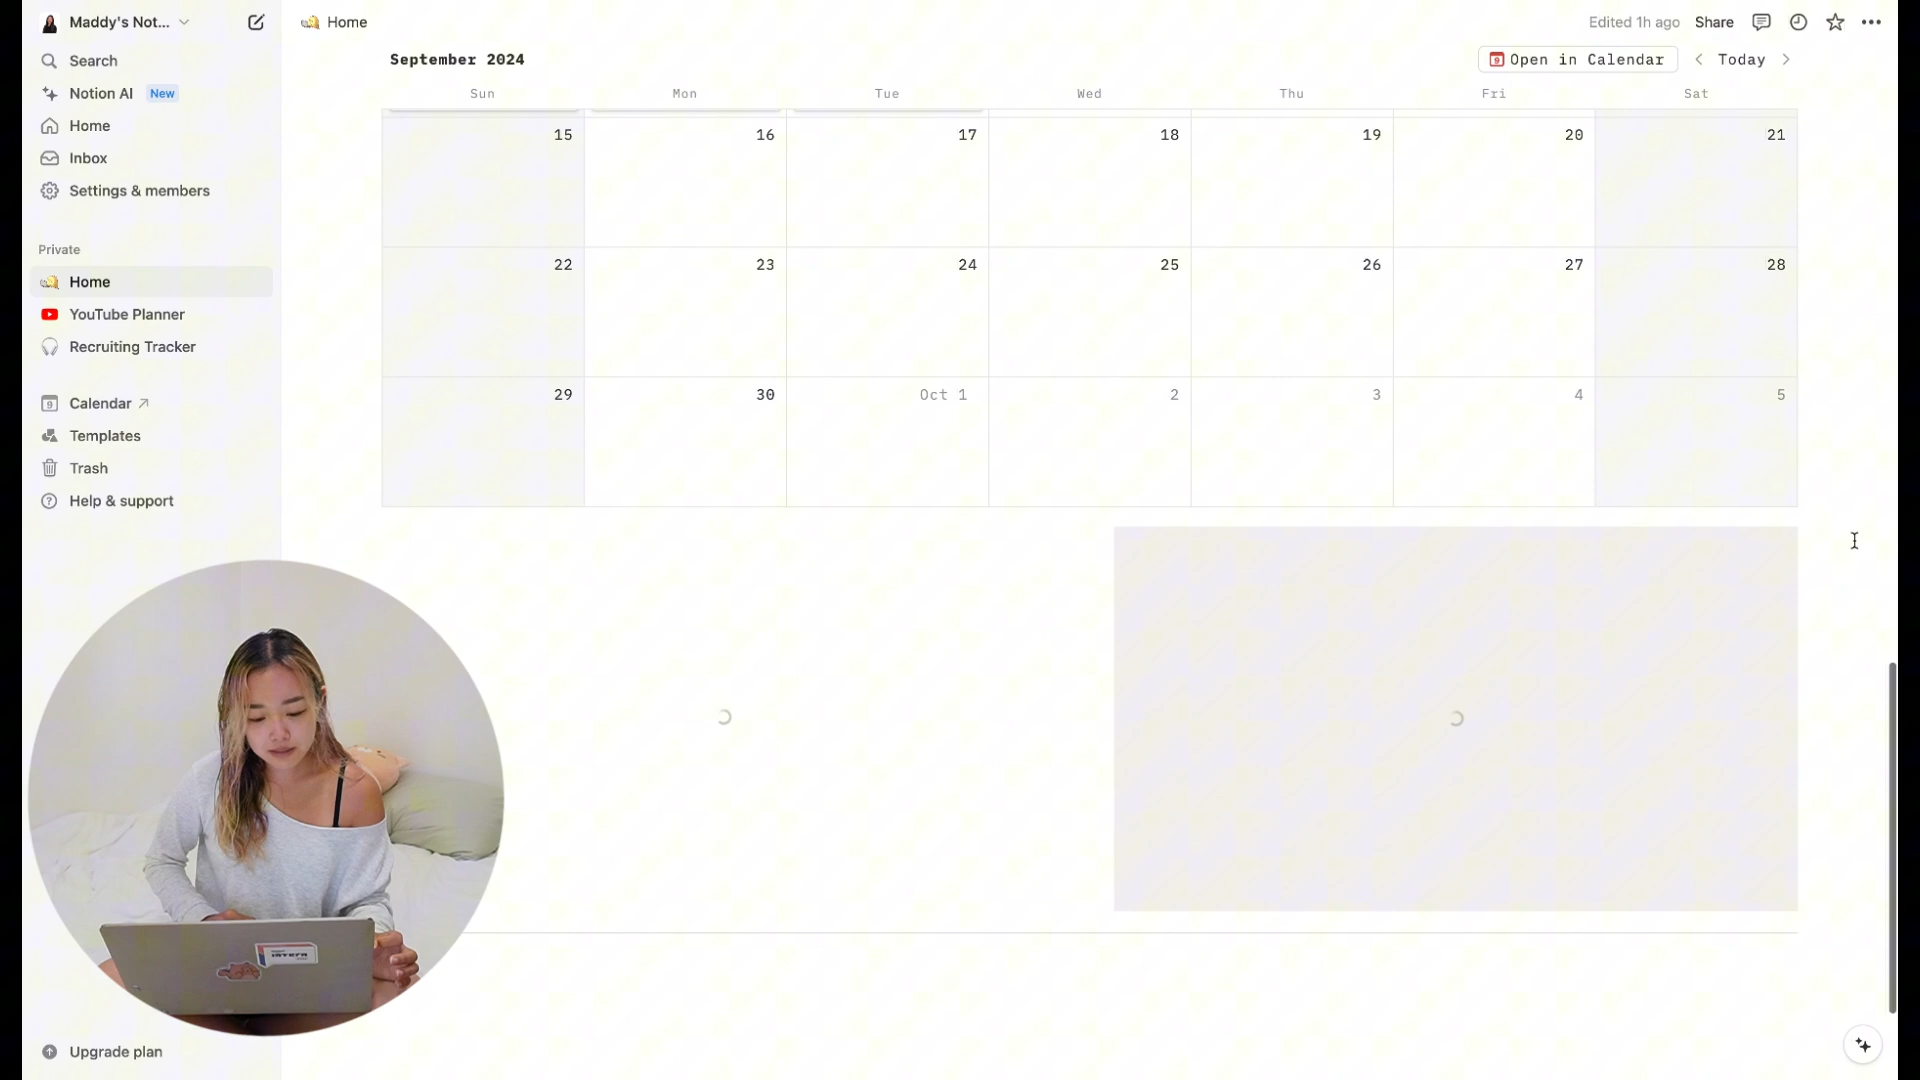 Maddy's Not...
Search
Notion AI New
Home
Inbox
Settings & members
Private
Home
YouTube Planner
Recruiting Tracker
9 Calendar
Templates
Trash
Help & support
Upgrade plan
Home
Edited 1h ago Share
September 2024
9 Open in Calendar Today
Sun Mon Tue Wed Thu Fri Sat
15 16 17 18 19 20 21
22 23 24 25 26 27 28
29 30 Oct 1 2 3 4 5